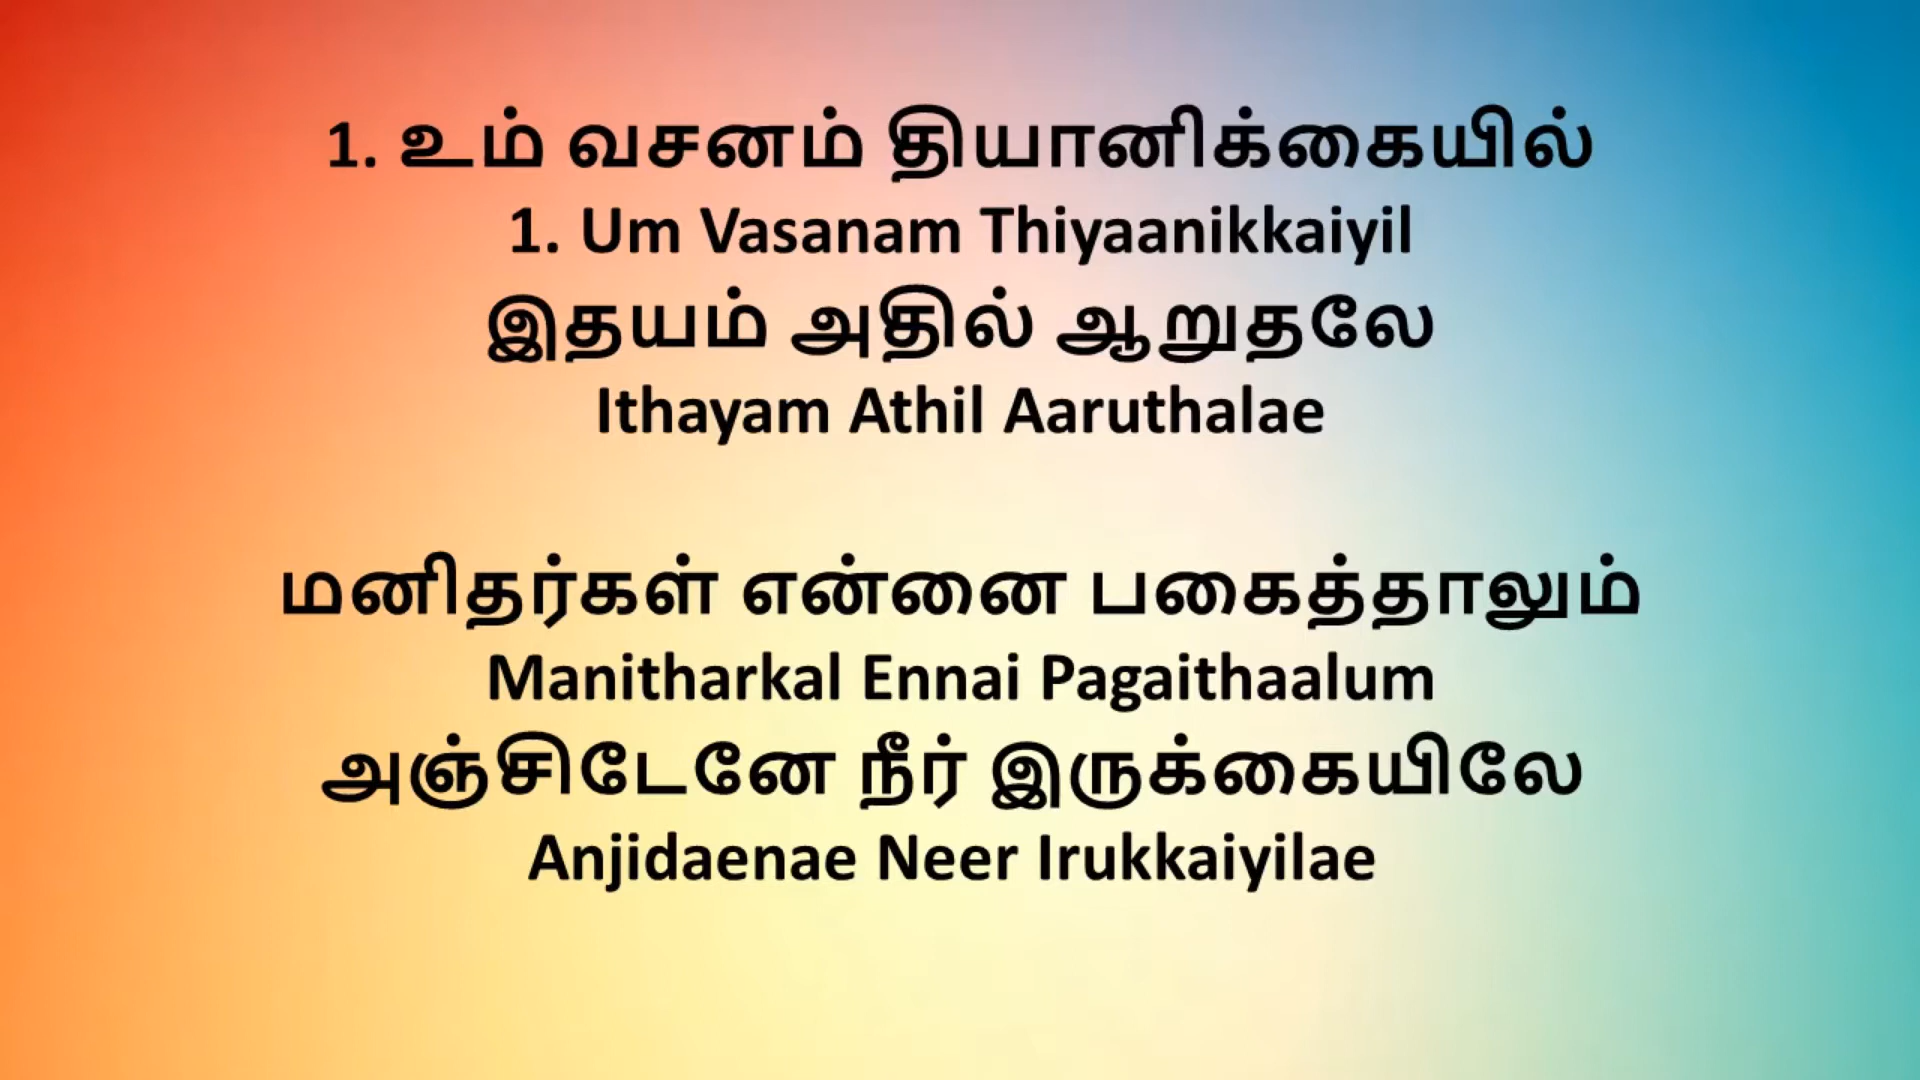 1. உம் வசனம் தியானிக்கையில்
1. Um Vasanam Thiyaanikkaiyil
இதயம் அதில் ஆறுதலே
Ithayam Athil Aaruthalae
மனிதர்கள் என்னை பகைத்தாலும்
Manitharkal Ennai Pagaithaalum
அஞ்சிடேனே நீர் இருக்கையிலே
Anjidaenae Neer Irukkaiyilae